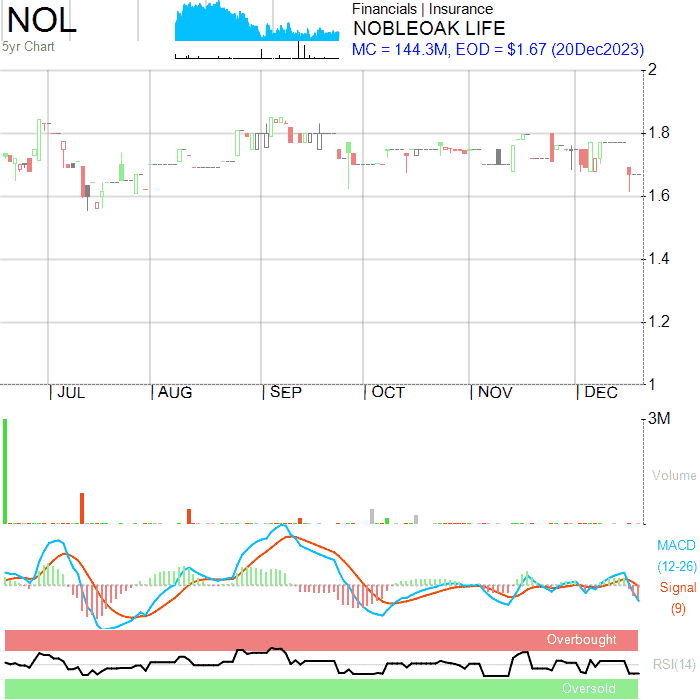 NOL
5yr Chart
Financials | Insurance
NOBLEOAK LIFE
MC = 144.3M, EOD = $1.67 (20Dec2023)
2
1.8
1.6
1.4
1.2
1
JUL AUG SEP OCT NOV DEC
3M
Volume
MACD
(12-26)
Signal
(9)
Overbought
RSI(14)
Oversold